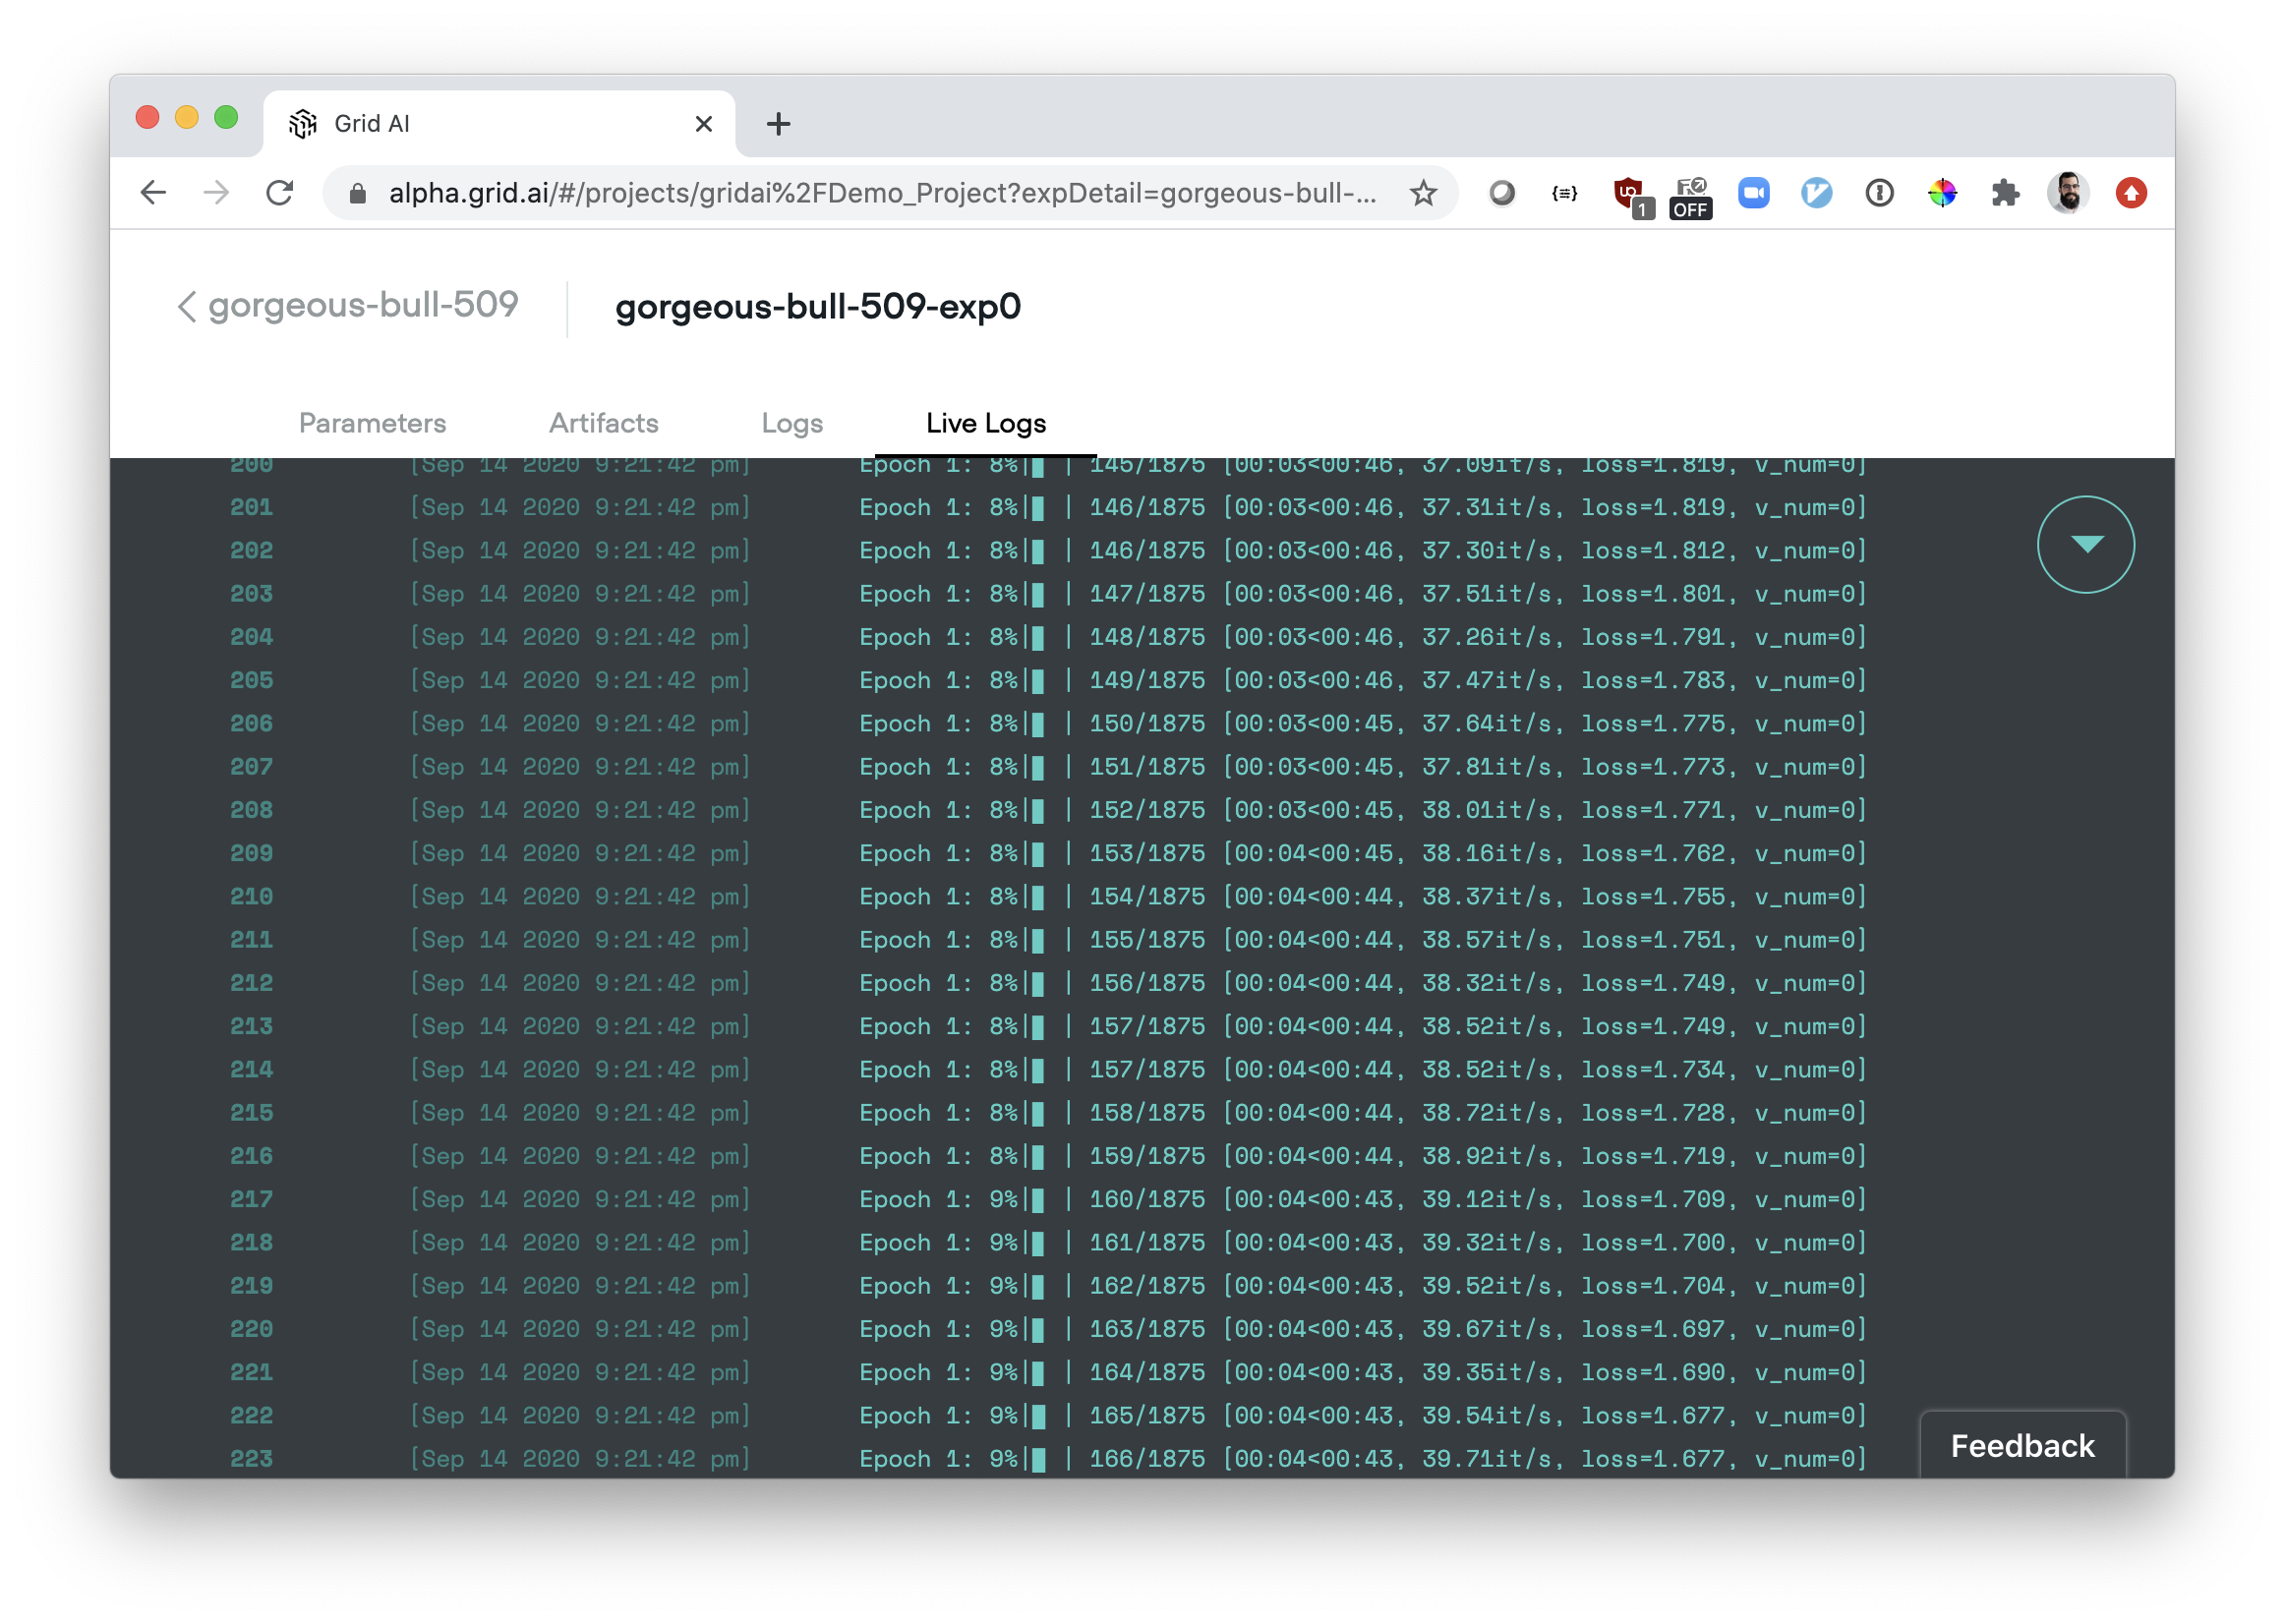 Grid AI
alpha.grid.ai/#/projects/gridai%2FDemo_Project?expDetail=gorgeous-bull-...
1
OFF
gorgeous-bull-509
gorgeous-bull-509-exp0
Parameters Artifacts Logs Live Logs
200 [Sep 14 2020 9:21:42 pm] Epoch 1: 8%|█ | 145/1875 [00:03<00:46, 37.09it/s, loss=1.819, v_num=0]
201 [Sep 14 2020 9:21:42 pm] Epoch 1: 8%|█ | 146/1875 [00:03<00:46, 37.31it/s, loss=1.819, v_num=0]
202 [Sep 14 2020 9:21:42 pm] Epoch 1: 8%|█ | 146/1875 [00:03<00:46, 37.30it/s, loss=1.812, v_num=0]
203 [Sep 14 2020 9:21:42 pm] Epoch 1: 8%|█ | 147/1875 [00:03<00:46, 37.51it/s, loss=1.801, v_num=0]
204 [Sep 14 2020 9:21:42 pm] Epoch 1: 8%|█ | 148/1875 [00:03<00:46, 37.26it/s, loss=1.791, v_num=0]
205 [Sep 14 2020 9:21:42 pm] Epoch 1: 8%|█ | 149/1875 [00:03<00:46, 37.47it/s, loss=1.783, v_num=0]
206 [Sep 14 2020 9:21:42 pm] Epoch 1: 8%|█ | 150/1875 [00:03<00:45, 37.64it/s, loss=1.775, v_num=0]
207 [Sep 14 2020 9:21:42 pm] Epoch 1: 8%|█ | 151/1875 [00:03<00:45, 37.81it/s, loss=1.773, v_num=0]
208 [Sep 14 2020 9:21:42 pm] Epoch 1: 8%|█ | 152/1875 [00:03<00:45, 38.01it/s, loss=1.771, v_num=0]
209 [Sep 14 2020 9:21:42 pm] Epoch 1: 8%|█ | 153/1875 [00:04<00:45, 38.16it/s, loss=1.762, v_num=0]
210 [Sep 14 2020 9:21:42 pm] Epoch 1: 8%|█ | 154/1875 [00:04<00:44, 38.37it/s, loss=1.755, v_num=0]
211 [Sep 14 2020 9:21:42 pm] Epoch 1: 8%|█ | 155/1875 [00:04<00:44, 38.57it/s, loss=1.751, v_num=0]
212 [Sep 14 2020 9:21:42 pm] Epoch 1: 8%|█ | 156/1875 [00:04<00:44, 38.32it/s, loss=1.749, v_num=0]
213 [Sep 14 2020 9:21:42 pm] Epoch 1: 8%|█ | 157/1875 [00:04<00:44, 38.52it/s, loss=1.749, v_num=0]
214 [Sep 14 2020 9:21:42 pm] Epoch 1: 8%|█ | 157/1875 [00:04<00:44, 38.52it/s, loss=1.734, v_num=0]
215 [Sep 14 2020 9:21:42 pm] Epoch 1: 8%|█ | 158/1875 [00:04<00:44, 38.72it/s, loss=1.728, v_num=0]
216 [Sep 14 2020 9:21:42 pm] Epoch 1: 8%|█ | 159/1875 [00:04<00:44, 38.92it/s, loss=1.719, v_num=0]
217 [Sep 14 2020 9:21:42 pm] Epoch 1: 9%|█ | 160/1875 [00:04<00:43, 39.12it/s, loss=1.709, v_num=0]
218 [Sep 14 2020 9:21:42 pm] Epoch 1: 9%|█ | 161/1875 [00:04<00:43, 39.32it/s, loss=1.700, v_num=0]
219 [Sep 14 2020 9:21:42 pm] Epoch 1: 9%|█ | 162/1875 [00:04<00:43, 39.52it/s, loss=1.704, v_num=0]
220 [Sep 14 2020 9:21:42 pm] Epoch 1: 9%|█ | 163/1875 [00:04<00:43, 39.67it/s, loss=1.697, v_num=0]
221 [Sep 14 2020 9:21:42 pm] Epoch 1: 9%|█ | 164/1875 [00:04<00:43, 39.35it/s, loss=1.690, v_num=0]
222 [Sep 14 2020 9:21:42 pm] Epoch 1: 9%|█ | 165/1875 [00:04<00:43, 39.54it/s, loss=1.677, v_num=0]
223 [Sep 14 2020 9:21:42 pm] Epoch 1: 9%|█ | 166/1875 [00:04<00:43, 39.71it/s, loss=1.677, v_num=0]
Feedback